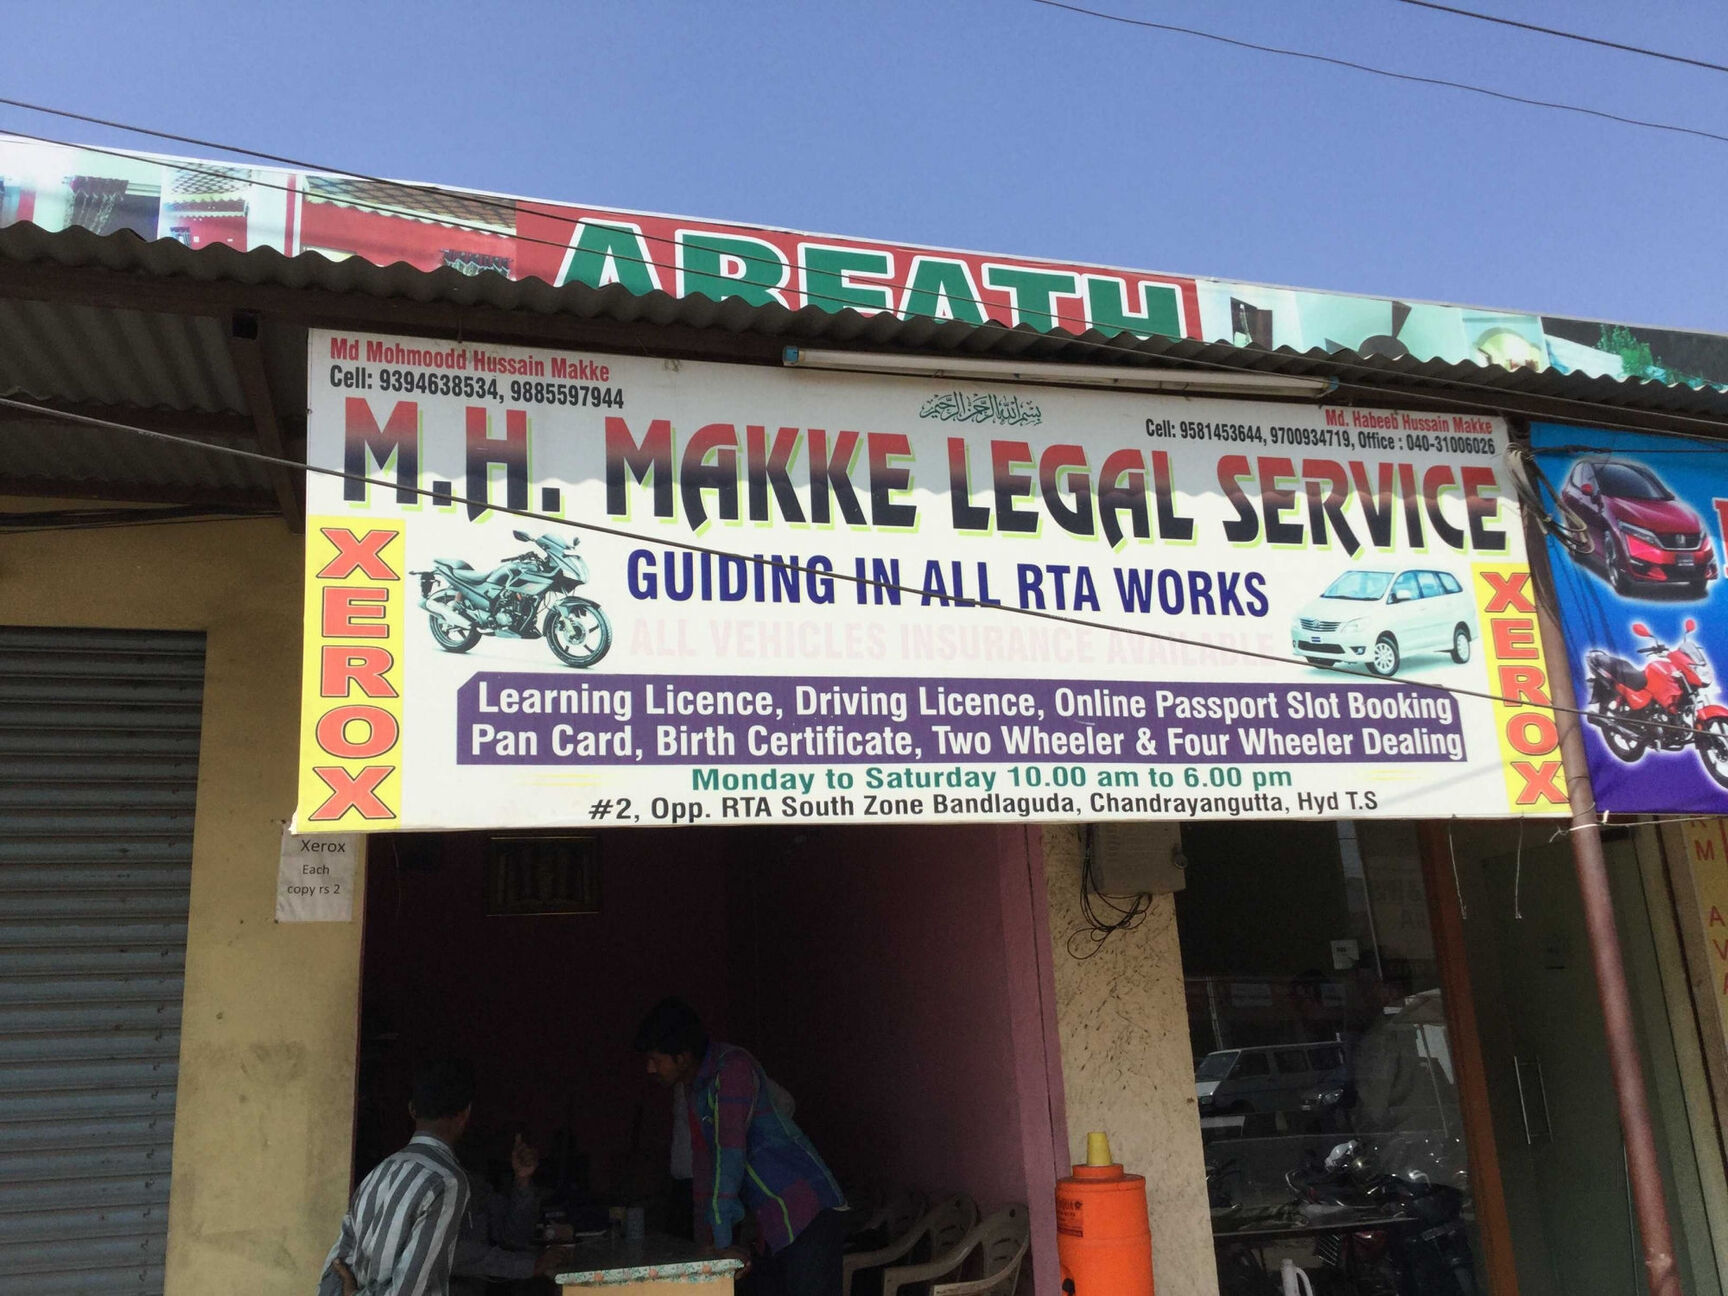 ABEATH
Md Mohmoodd Hussain Makke
Cell: 9394638534, 9885597944
بسم الله الرحمن الرحيم
Md. Habeeb Hussain Makke
Cell: 9581453644, 9700934719, Office : 040-31006026
M.H. MAKKE LEGAL SERVICE
XEROX
GUIDING IN ALL RTA WORKS
XEROX
ALL VEHICLES INSURANCE AVAILABLE
Learning Licence, Driving Licence, Online Passport Slot Booking
Pan Card, Birth Certificate, Two Wheeler & Four Wheeler Dealing
Monday to Saturday 10.00 am to 6.00 pm
#2, Opp. RTA South Zone Bandlaguda, Chandrayangutta, Hyd T.S
Xerox
Each
copy rs 2